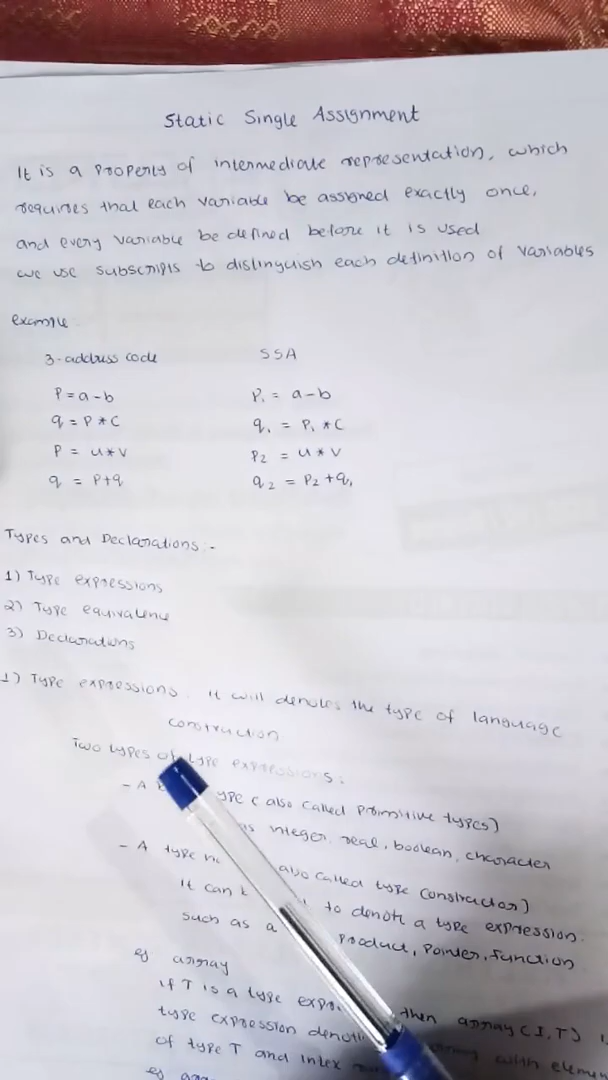 Static Single Assignment
It is a property of intermediate representation, which
requires that each variable be assigned exactly once,
and every variable be defined before it is used
we use subscripts to distinguish each definition of variables
example
3-address code SSA
P = a-b P₁ = a-b
q = P*C q₁ = P₁ *C
P = u*v P₂ = u*v
q = P+q q₂ = P₂+q₁
Types and Declarations:-
1) Type expressions
2) Type equivalence
3) Declarations
1) Type expressions. it will denotes the type of language
construction
Two types of type expressions:
- A ype (also called primitive types)
integer, real, boolean, character
- A type also called type constructor)
it can to denote a type expression.
such as a product, pointer, function
eg array
if T is a type then array (I,T)
type expression with
of type T and index
eg